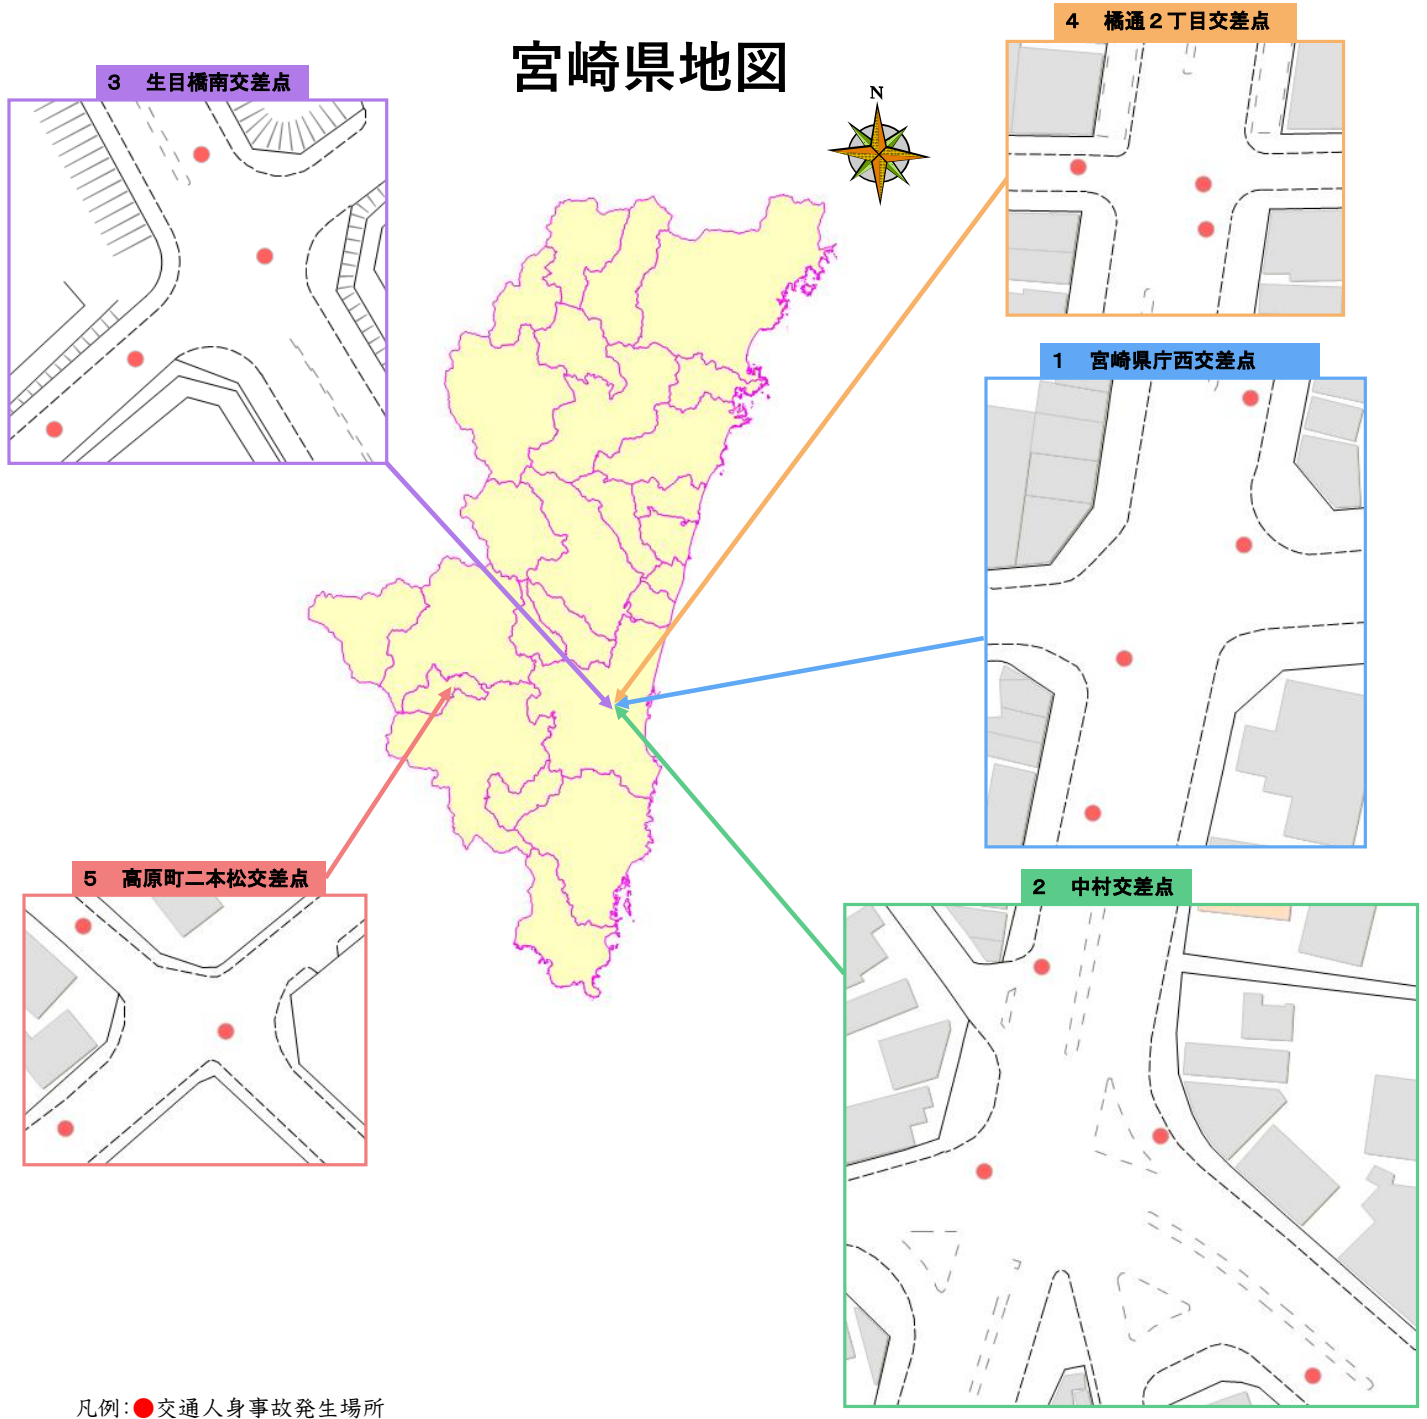 宮崎県地図
N
4 橘通2丁目交差点
3 生目橋南交差点
1 宮崎県庁西交差点
5 高原町二本松交差点
2 中村交差点
凡例:●交通人身事故発生場所